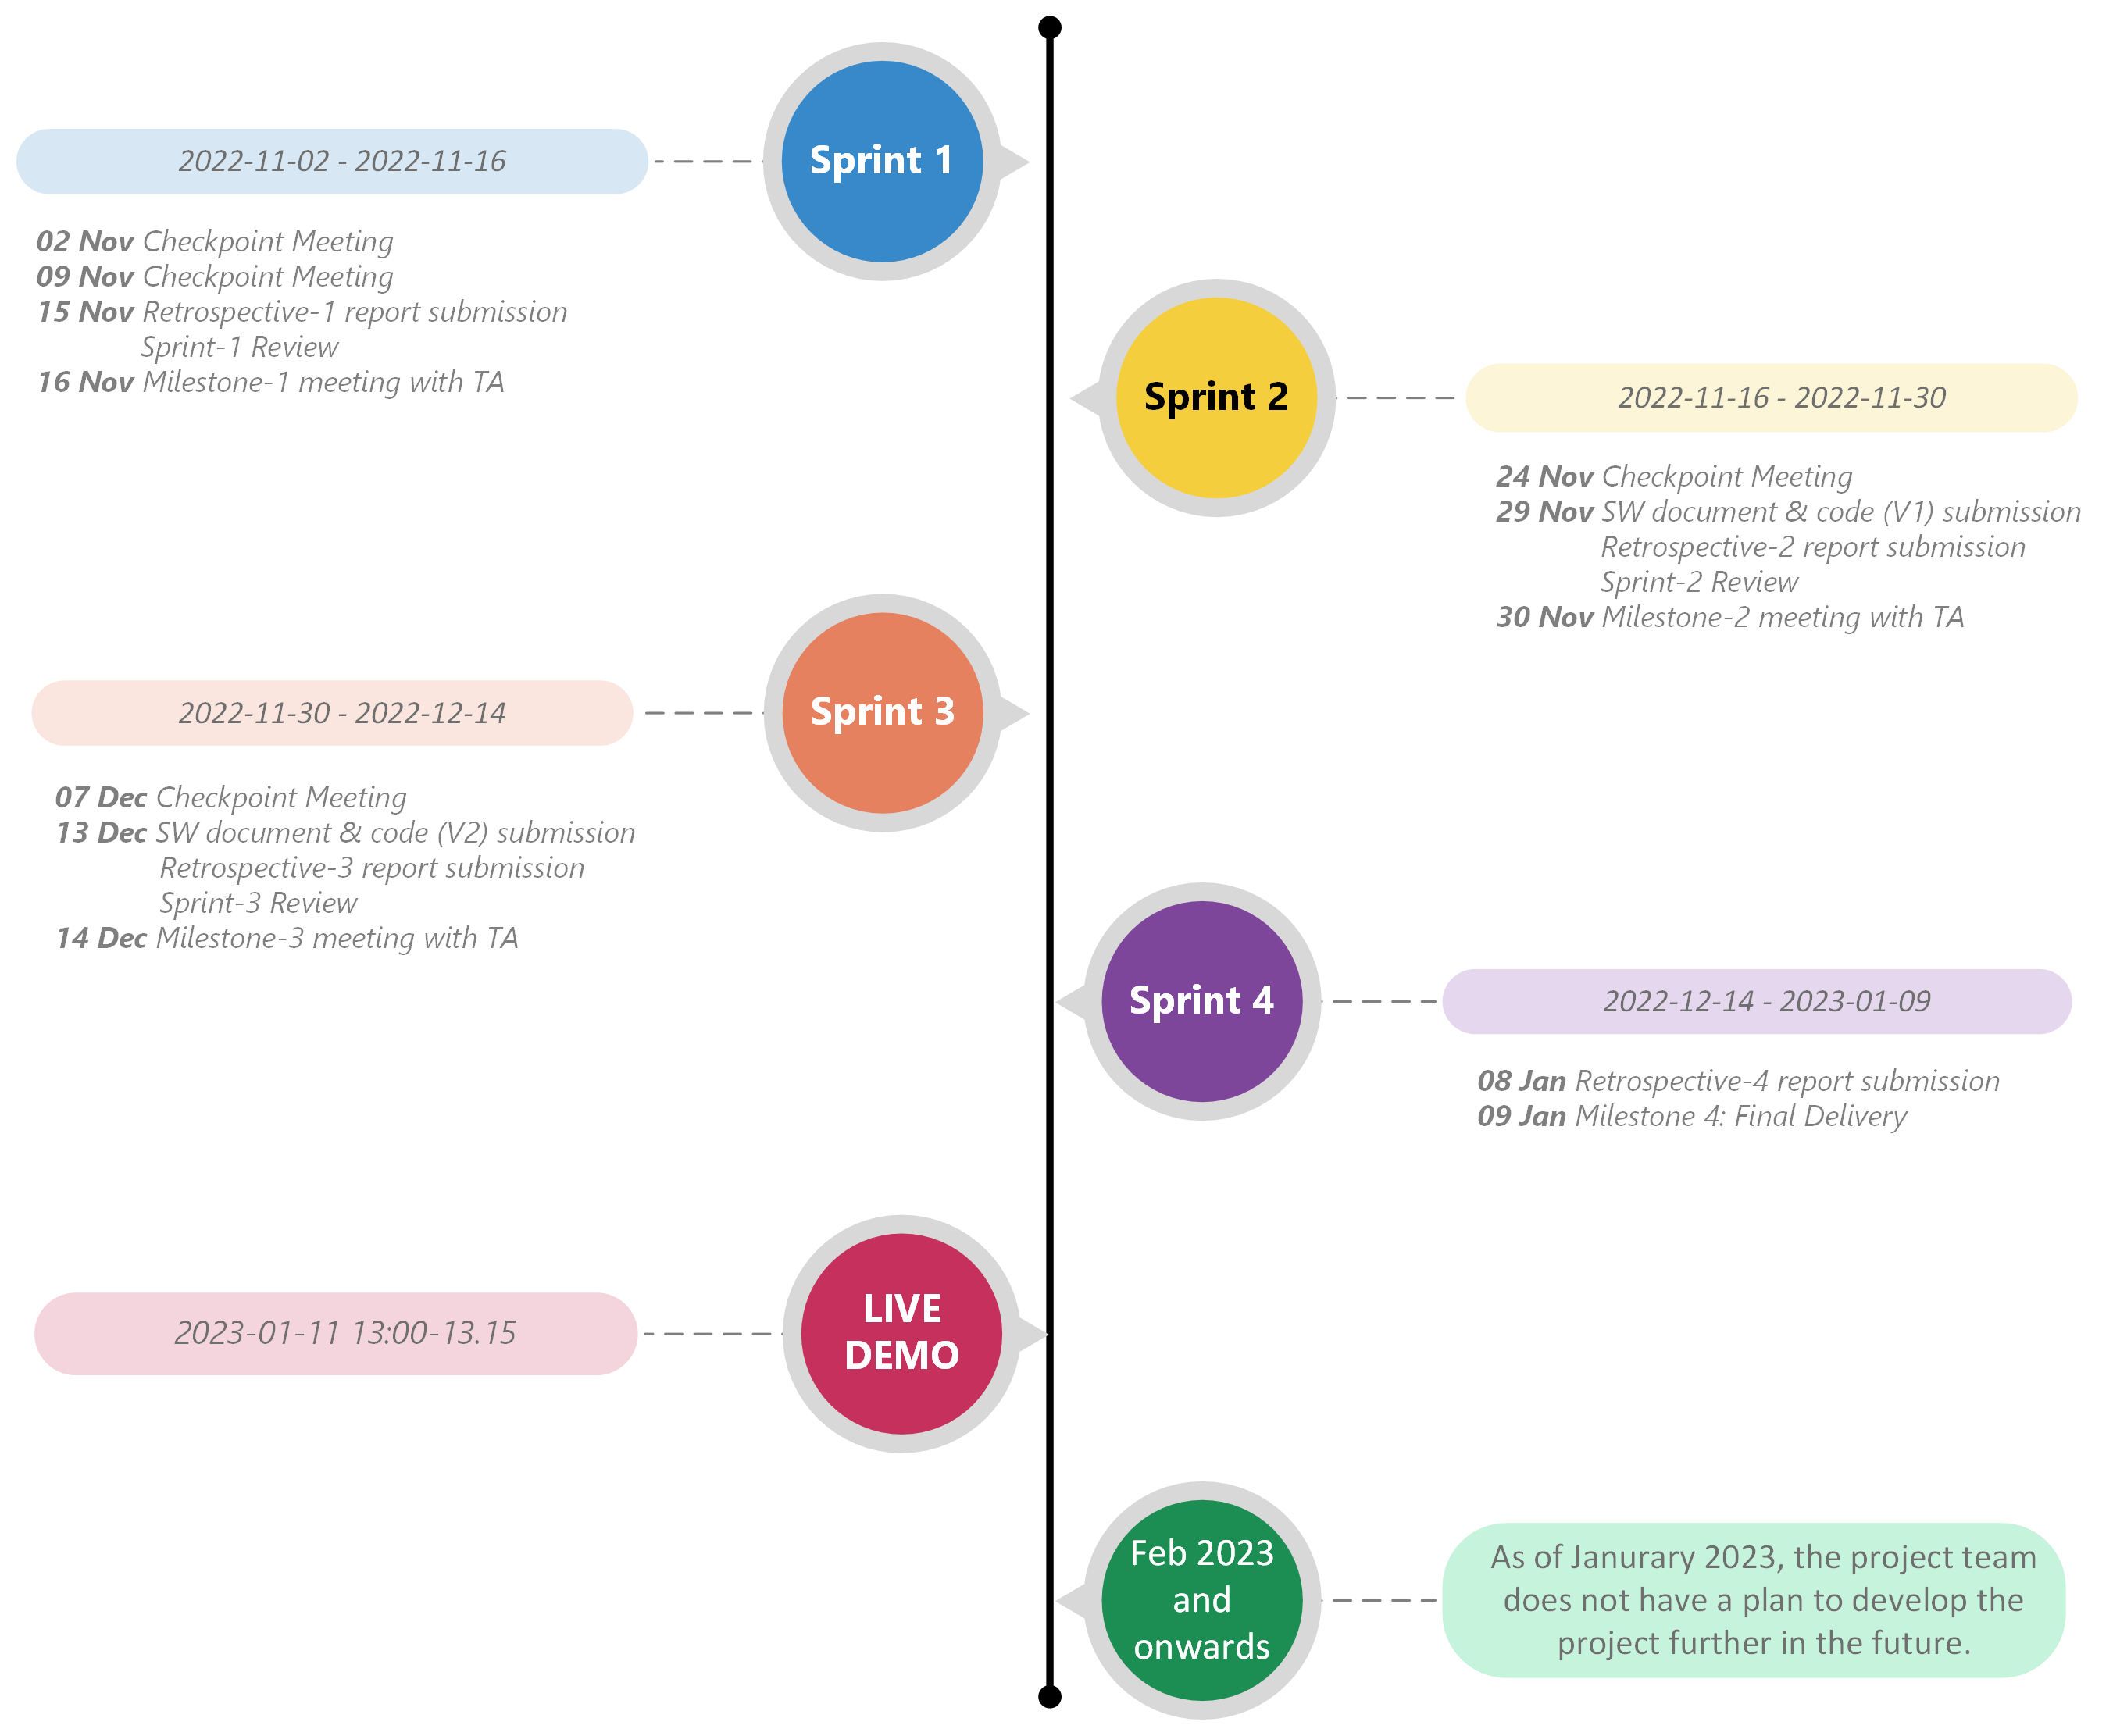 Sprint 1
2022-11-02 - 2022-11-16
02 Nov Checkpoint Meeting
09 Nov Checkpoint Meeting
15 Nov Retrospective-1 report submission
Sprint-1 Review
16 Nov Milestone-1 meeting with TA
Sprint 2
2022-11-16 - 2022-11-30
24 Nov Checkpoint Meeting
29 Nov SW document & code (V1) submission
Retrospective-2 report submission
Sprint-2 Review
30 Nov Milestone-2 meeting with TA
Sprint 3
2022-11-30 - 2022-12-14
07 Dec Checkpoint Meeting
13 Dec SW document & code (V2) submission
Retrospective-3 report submission
Sprint-3 Review
14 Dec Milestone-3 meeting with TA
Sprint 4
2022-12-14 - 2023-01-09
08 Jan Retrospective-4 report submission
09 Jan Milestone 4: Final Delivery
LIVE
DEMO
2023-01-11 13:00-13.15
Feb 2023
and
onwards
As of Janurary 2023, the project team
does not have a plan to develop the
project further in the future.